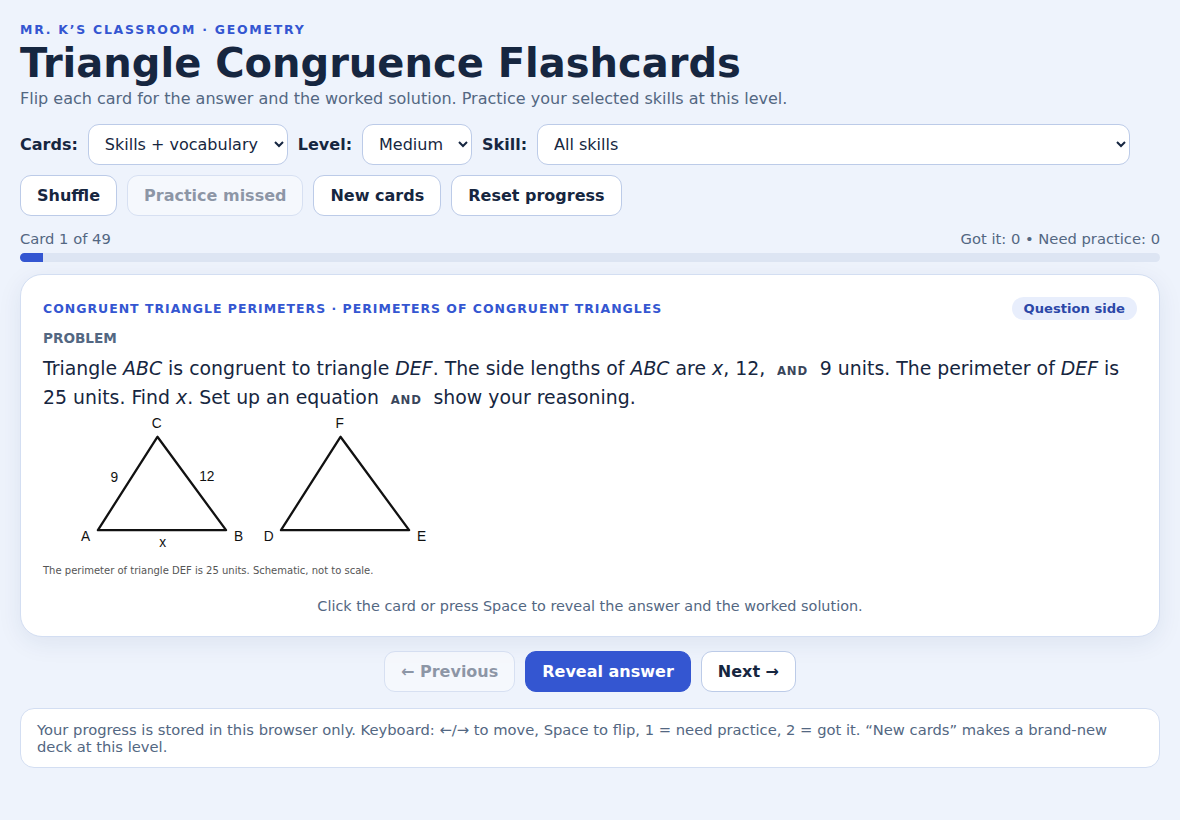 MR. K’S CLASSROOM · GEOMETRY
Triangle Congruence Flashcards
Flip each card for the answer and the worked solution. Practice your selected skills at this level.
Cards: Skills + vocabulary Level: Medium Skill: All skills
Shuffle Practice missed New cards Reset progress
Card 1 of 49 Got it: 0 • Need practice: 0
CONGRUENT TRIANGLE PERIMETERS · PERIMETERS OF CONGRUENT TRIANGLES Question side
PROBLEM
Triangle ABC is congruent to triangle DEF. The side lengths of ABC are x, 12, AND 9 units. The perimeter of DEF is
25 units. Find x. Set up an equation AND show your reasoning.
C F
9 12
A B D E
x
The perimeter of triangle DEF is 25 units. Schematic, not to scale.
Click the card or press Space to reveal the answer and the worked solution.
← Previous Reveal answer Next →
Your progress is stored in this browser only. Keyboard: ←/→ to move, Space to flip, 1 = need practice, 2 = got it. “New cards” makes a brand-new
deck at this level.